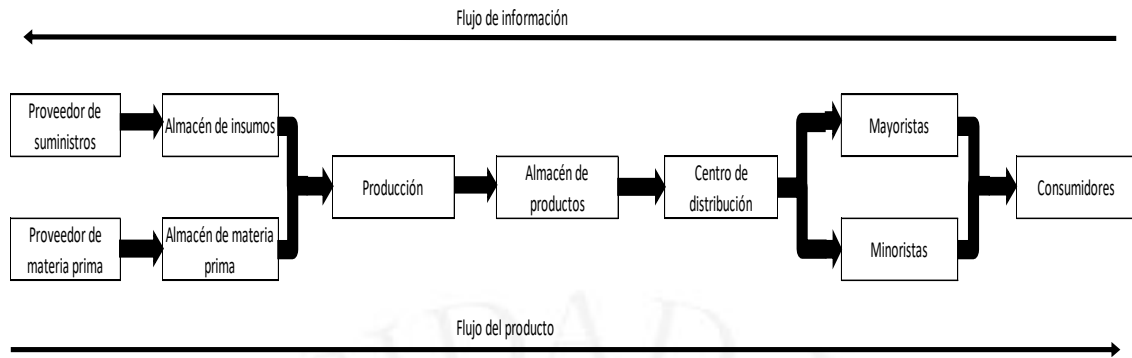 Flujo de información
Proveedor de
suministros
Almacén de insumos
Proveedor de
materia prima
Almacén de materia
prima
Producción
Almacén de
productos
Centro de
distribución
Mayoristas
Minoristas
Consumidores
Flujo del producto